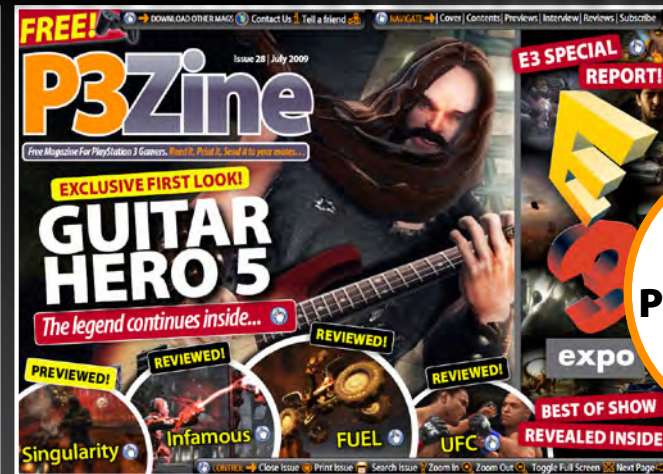 FREE!
DOWNLOAD OTHER MAGS Contact Us Tell a friend
NAVIGATE Cover | Contents | Previews | Interview | Reviews | Subscribe
Issue 28 | July 2009
P3Zine
Free Magazine For PlayStation 3 Gamers. Read it, Print it, Send it to your mates...
E3 SPECIAL
REPORT!
EXCLUSIVE FIRST LOOK!
GUITAR
HERO 5
The legend continues inside...
E3
expo
P
PREVIEWED!
Singularity
REVIEWED!
Infamous
REVIEWED!
FUEL
REVIEWED!
UFC
BEST OF SHOW
REVEALED INSIDE
CONTROL Close Issue Print Issue Search Issue Zoom In Zoom Out Toggle Full Screen Next Page